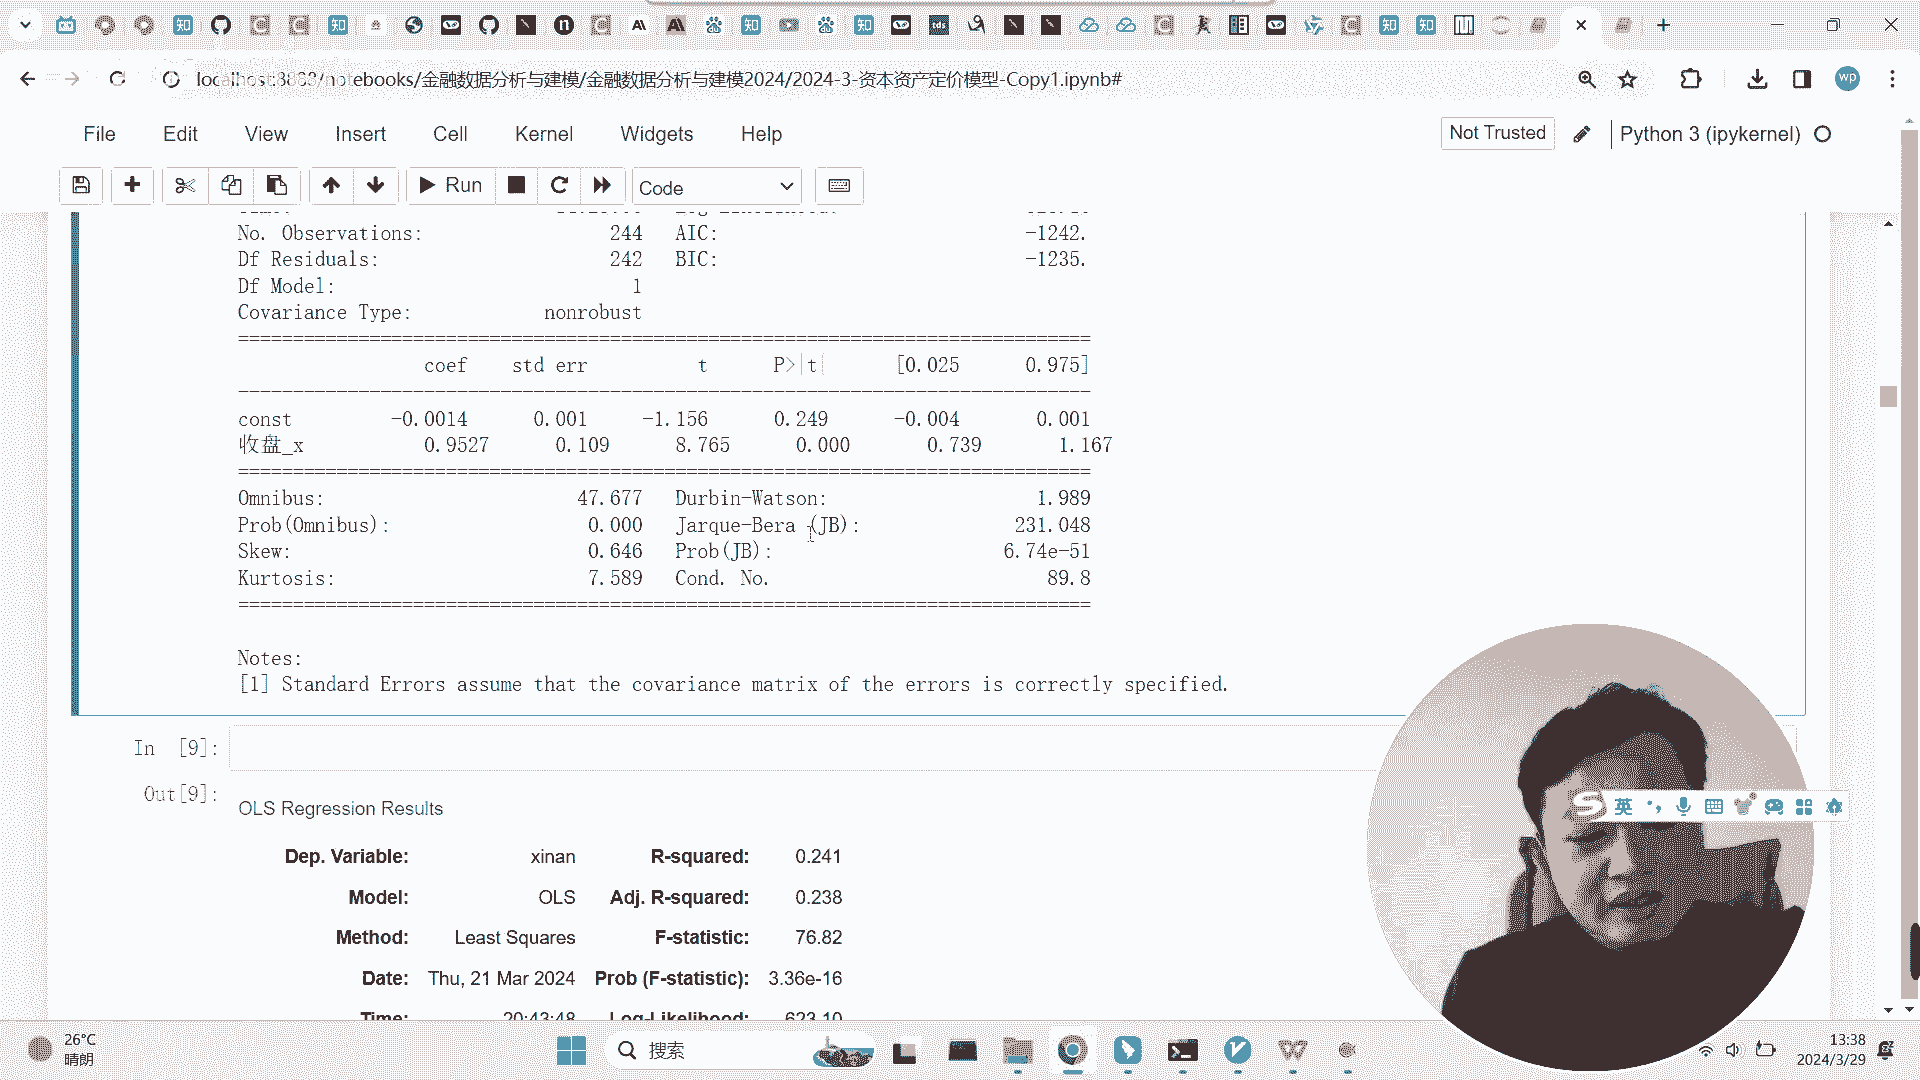 localhost:8888/notebooks/金融数据分析与建模/金融数据分析与建模2024/2024-3-资本资产定价模型-Copy1.ipynb#
wp
File Edit View Insert Cell Kernel Widgets Help Not Trusted Python 3 (ipykernel)
Run Code
No. Observations: 244 AIC: -1242.
Df Residuals: 242 BIC: -1235.
Df Model: 1
Covariance Type: nonrobust
==============================================================================
coef std err t P>|t| [0.025 0.975]
------------------------------------------------------------------------------
const -0.0014 0.001 -1.156 0.249 -0.004 0.001
收盘_x 0.9527 0.109 8.765 0.000 0.739 1.167
==============================================================================
Omnibus: 47.677 Durbin-Watson: 1.989
Prob(Omnibus): 0.000 Jarque-Bera (JB): 231.048
Skew: 0.646 Prob(JB): 6.74e-51
Kurtosis: 7.589 Cond. No. 89.8
==============================================================================
Notes:
[1] Standard Errors assume that the covariance matrix of the errors is correctly specified.
In [9]:
Out[9]:
OLS Regression Results
Dep. Variable: xinan R-squared: 0.241
Model: OLS Adj. R-squared: 0.238
Method: Least Squares F-statistic: 76.82
Date: Thu, 21 Mar 2024 Prob (F-statistic): 3.36e-16
Time: 20:43:48 Log-Likelihood: 623.10
英
26°C
晴朗
搜索
13:38
2024/3/29